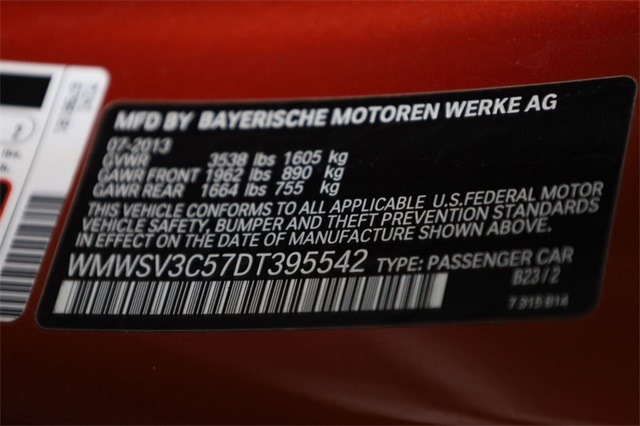 MFD BY BAYERISCHE MOTOREN WERKE AG
07-2013
GVWR 3538 lbs 1605 kg
GAWR FRONT 1962 lbs 890 kg
GAWR REAR 1664 lbs 755 kg
THIS VEHICLE CONFORMS TO ALL APPLICABLE U.S.FEDERAL MOTOR
VEHICLE SAFETY, BUMPER AND THEFT PREVENTION STANDARDS
IN EFFECT ON THE DATE OF MANUFACTURE SHOWN ABOVE.
WMWSV3C57DT395542 TYPE: PASSENGER CAR
B23/2
7 319 814
2
lbs.